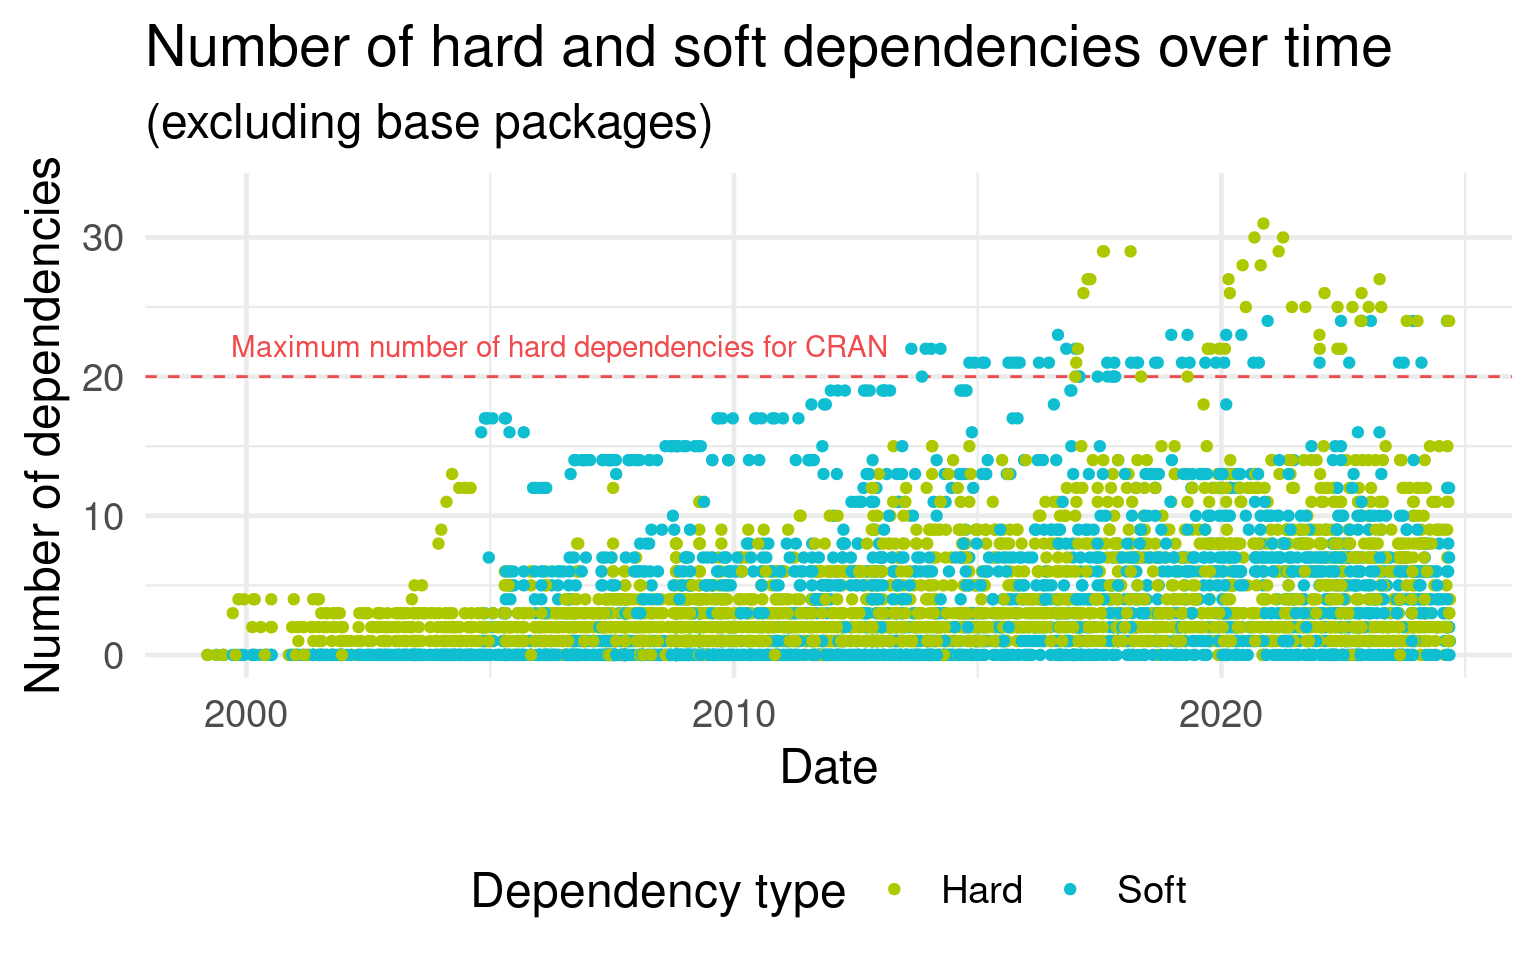 Number of hard and soft dependencies over time
(excluding base packages)
Number of dependencies
30
20
10
0
Maximum number of hard dependencies for CRAN
2000
2010
2020
Date
Dependency type
Hard
Soft